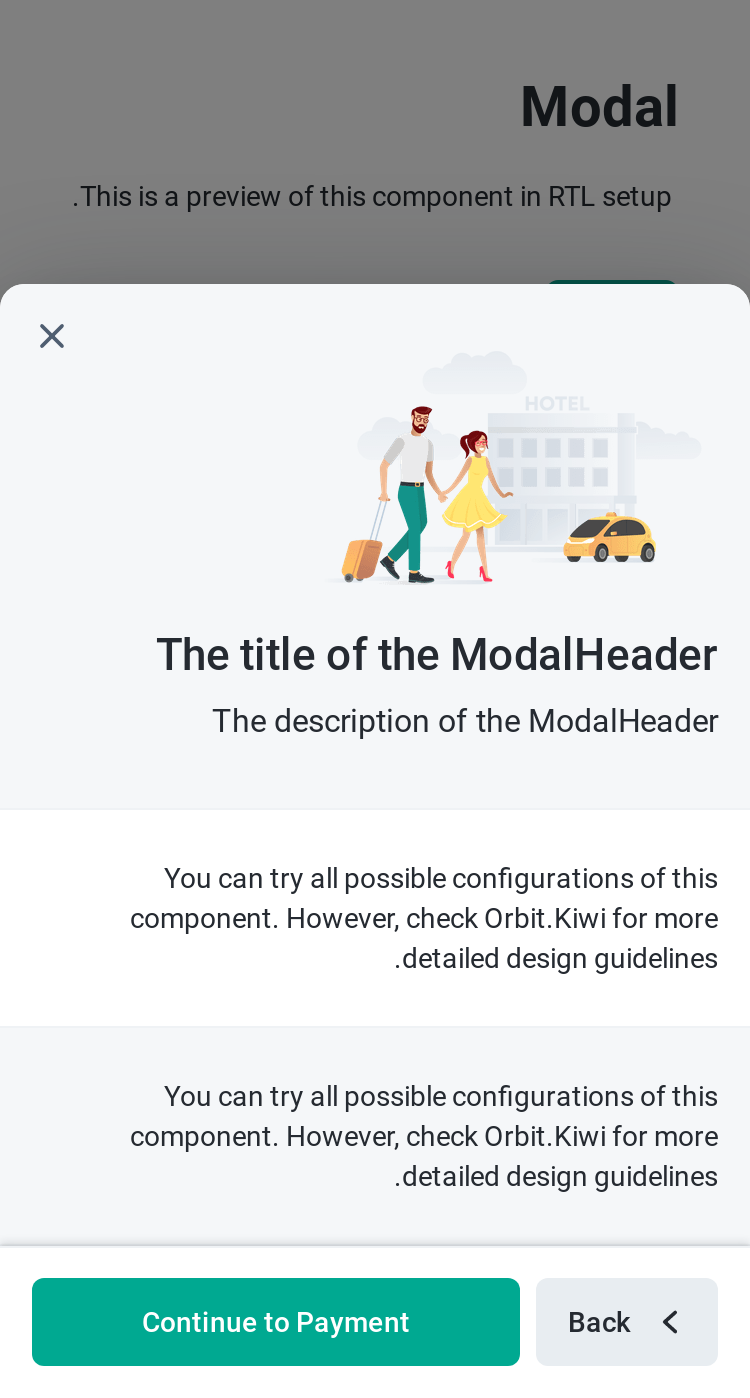 Modal
.This is a preview of this component in RTL setup
HOTEL
The title of the ModalHeader
The description of the ModalHeader
You can try all possible configurations of this
component. However, check Orbit.Kiwi for more
.detailed design guidelines
You can try all possible configurations of this
component. However, check Orbit.Kiwi for more
.detailed design guidelines
Continue to Payment
Back